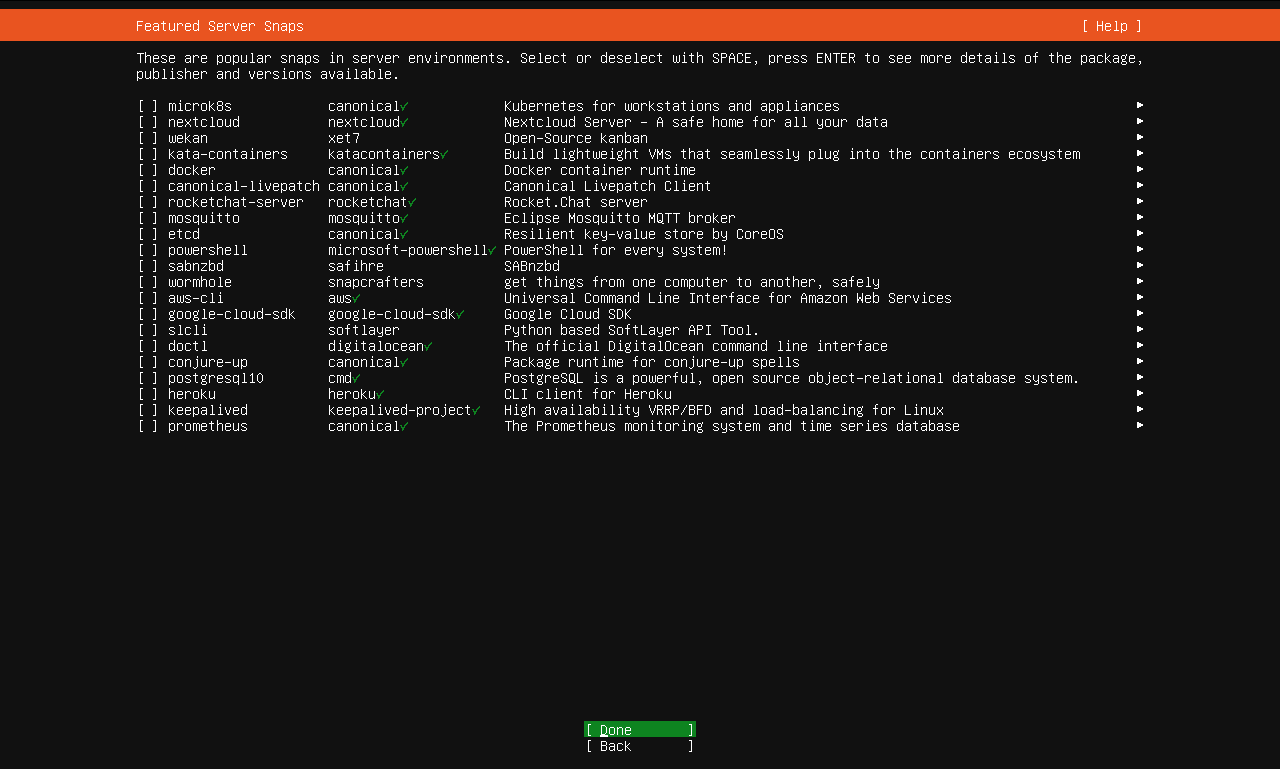 Featured Server Snaps [ Help ]
These are popular snaps in server environments. Select or deselect with SPACE, press ENTER to see more details of the package,
publisher and versions available.
[ ] microk8s canonical✓ Kubernetes for workstations and appliances ▸
[ ] nextcloud nextcloud✓ Nextcloud Server - A safe home for all your data ▸
[ ] wekan xet7 Open-Source kanban ▸
[ ] kata-containers katacontainers✓ Build lightweight VMs that seamlessly plug into the containers ecosystem ▸
[ ] docker canonical✓ Docker container runtime ▸
[ ] canonical-livepatch canonical✓ Canonical Livepatch Client ▸
[ ] rocketchat-server rocketchat✓ Rocket.Chat server ▸
[ ] mosquitto mosquitto✓ Eclipse Mosquitto MQTT broker ▸
[ ] etcd canonical✓ Resilient key-value store by CoreOS ▸
[ ] powershell microsoft-powershell✓ PowerShell for every system! ▸
[ ] sabnzbd safihre SABnzbd ▸
[ ] wormhole snapcrafters get things from one computer to another, safely ▸
[ ] aws-cli aws✓ Universal Command Line Interface for Amazon Web Services ▸
[ ] google-cloud-sdk google-cloud-sdk✓ Google Cloud SDK ▸
[ ] slcli softlayer Python based SoftLayer API Tool. ▸
[ ] doctl digitalocean✓ The official DigitalOcean command line interface ▸
[ ] conjure-up canonical✓ Package runtime for conjure-up spells ▸
[ ] postgresql10 cmd✓ PostgreSQL is a powerful, open source object-relational database system. ▸
[ ] heroku heroku✓ CLI client for Heroku ▸
[ ] keepalived keepalived-project✓ High availability VRRP/BFD and load-balancing for Linux ▸
[ ] prometheus canonical✓ The Prometheus monitoring system and time series database ▸
[ Done ]
[ Back ]